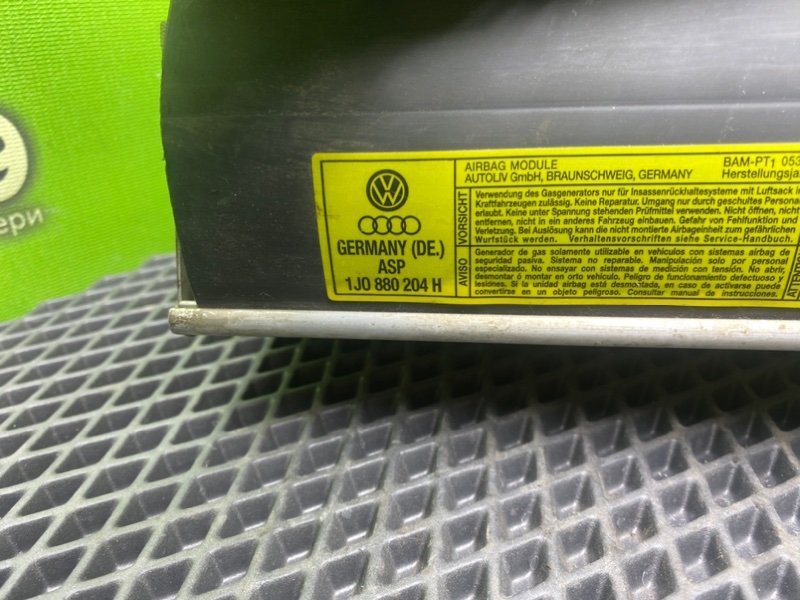 9
ери
VW
GERMANY (DE.)
ASP
1J0 880 204 H
AIRBAG MODULE
AUTOLIV GmbH, BRAUNSCHWEIG, GERMANY
BAM-PT1 053
Herstellungsja
VORSICHT
Verwendung des Gasgenerators nur für Insassenrückhaltesysteme mit Luftsack in
Kraftfahrzeugen zulässig. Keine Reparatur. Umgang nur durch geschultes Persona
erlaubt. Keine unter Spannung stehenden Prüfmittel verwenden. Nicht öffnen, nicht
entfernen, nicht in ein anderes Fahrzeug einbauen. Gefahr von Fehlfunktion und
Verletzung. Bei Auslösung kann die nicht montierte Airbageinheit zum gefährlichen
Wurfstück werden. Verhaltensvorschriften siehe Service-Handbuch.
AVISO
Generador de gas solamente utilizable en vehículos con sistemas airbag de
seguridad pasiva. Sistema no reparable. Manipulación solo por personal
especializado. No ensayar con sistemas de medición con tensión. No abrir,
desmontar ó montar en orto vehículo. Peligro de funcionamiento defectuoso y
lesiones. Si la unidad airbag está desmontada, en caso de activarse puede
convertirse en un objeto peligroso. Consultar manual de instrucciones.